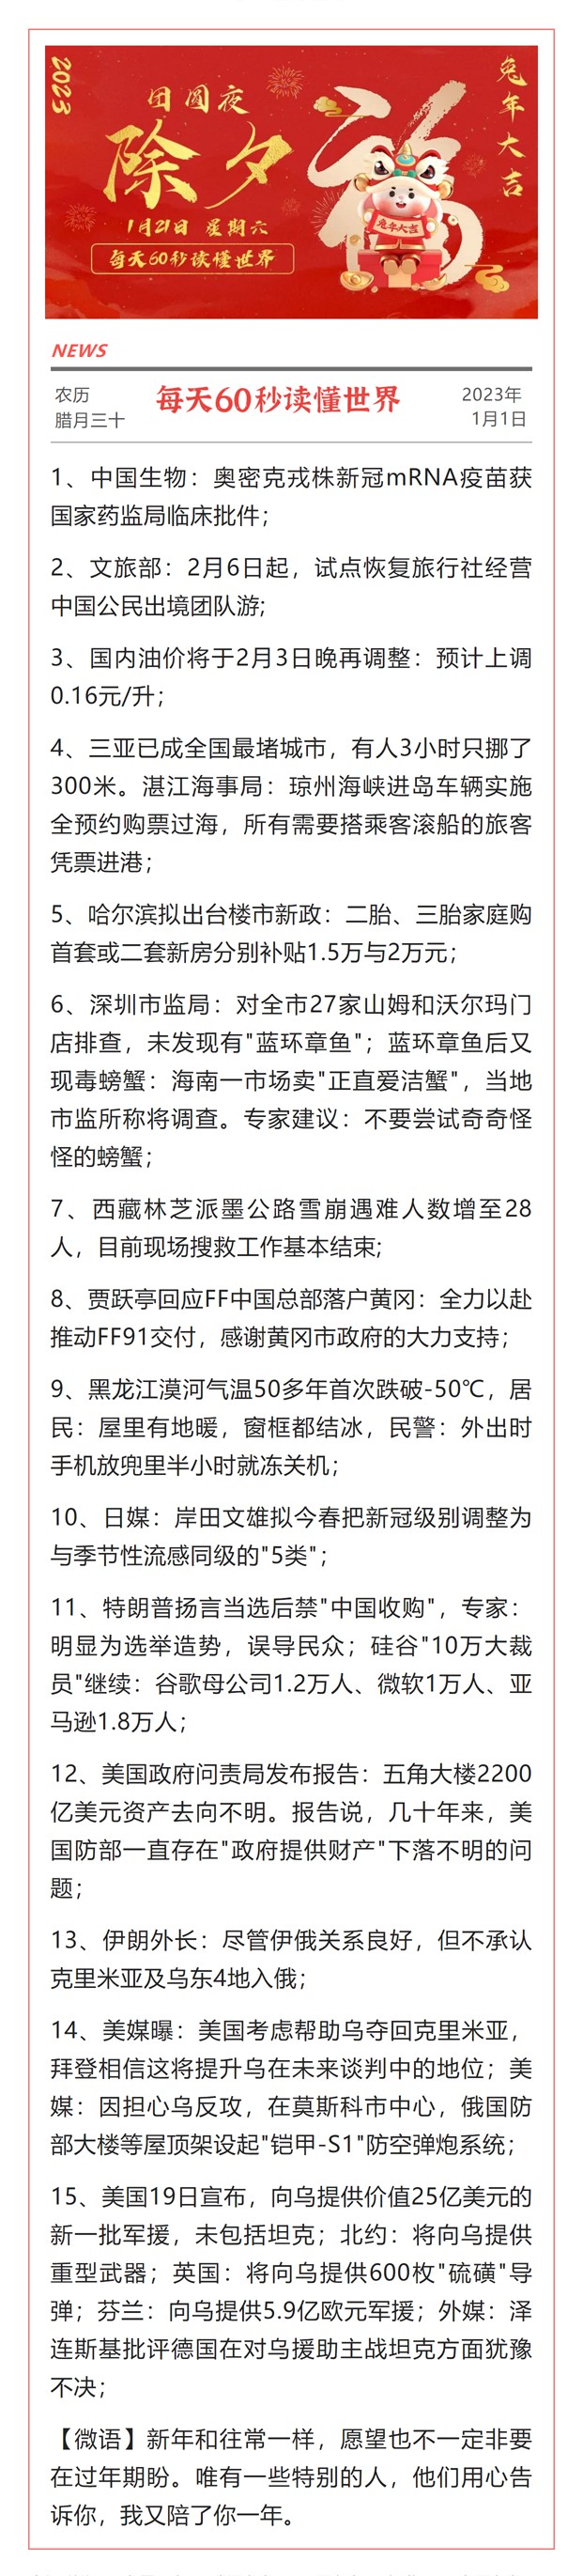 2023
团圆夜
除夕
1月21日 星期六
每天60秒读懂世界
福
兔年大吉
兔年大吉
NEWS
农历
腊月三十
每天60秒读懂世界
2023年
1月1日
1、中国生物：奥密克戎株新冠mRNA疫苗获
国家药监局临床批件；
2、文旅部：2月6日起，试点恢复旅行社经营
中国公民出境团队游;
3、国内油价将于2月3日晚再调整：预计上调
0.16元/升；
4、三亚已成全国最堵城市，有人3小时只挪了
300米。湛江海事局：琼州海峡进岛车辆实施
全预约购票过海，所有需要搭乘客滚船的旅客
凭票进港；
5、哈尔滨拟出台楼市新政：二胎、三胎家庭购
首套或二套新房分别补贴1.5万与2万元；
6、深圳市监局：对全市27家山姆和沃尔玛门
店排查，未发现有"蓝环章鱼"；蓝环章鱼后又
现毒螃蟹：海南一市场卖"正直爱洁蟹"，当地
市监所称将调查。专家建议：不要尝试奇奇怪
怪的螃蟹；
7、西藏林芝派墨公路雪崩遇难人数增至28
人，目前现场搜救工作基本结束;
8、贾跃亭回应FF中国总部落户黄冈：全力以赴
推动FF91交付，感谢黄冈市政府的大力支持；
9、黑龙江漠河气温50多年首次跌破-50℃，居
民：屋里有地暖，窗框都结冰，民警：外出时
手机放兜里半小时就冻关机；
10、日媒：岸田文雄拟今春把新冠级别调整为
与季节性流感同级的"5类"；
11、特朗普扬言当选后禁"中国收购"，专家：
明显为选举造势，误导民众；硅谷"10万大裁
员"继续：谷歌母公司1.2万人、微软1万人、亚
马逊1.8万人；
12、美国政府问责局发布报告：五角大楼2200
亿美元资产去向不明。报告说，几十年来，美
国防部一直存在"政府提供财产"下落不明的问
题；
13、伊朗外长：尽管伊俄关系良好，但不承认
克里米亚及乌东4地入俄；
14、美媒曝：美国考虑帮助乌夺回克里米亚，
拜登相信这将提升乌在未来谈判中的地位；美
媒：因担心乌反攻，在莫斯科市中心，俄国防
部大楼等屋顶架设起"铠甲-S1"防空弹炮系统；
15、美国19日宣布，向乌提供价值25亿美元的
新一批军援，未包括坦克；北约：将向乌提供
重型武器；英国：将向乌提供600枚"硫磺"导
弹；芬兰：向乌提供5.9亿欧元军援；外媒：泽
连斯基批评德国在对乌援助主战坦克方面犹豫
不决；
【微语】新年和往常一样，愿望也不一定非要
在过年期盼。唯有一些特别的人，他们用心告
诉你，我又陪了你一年。